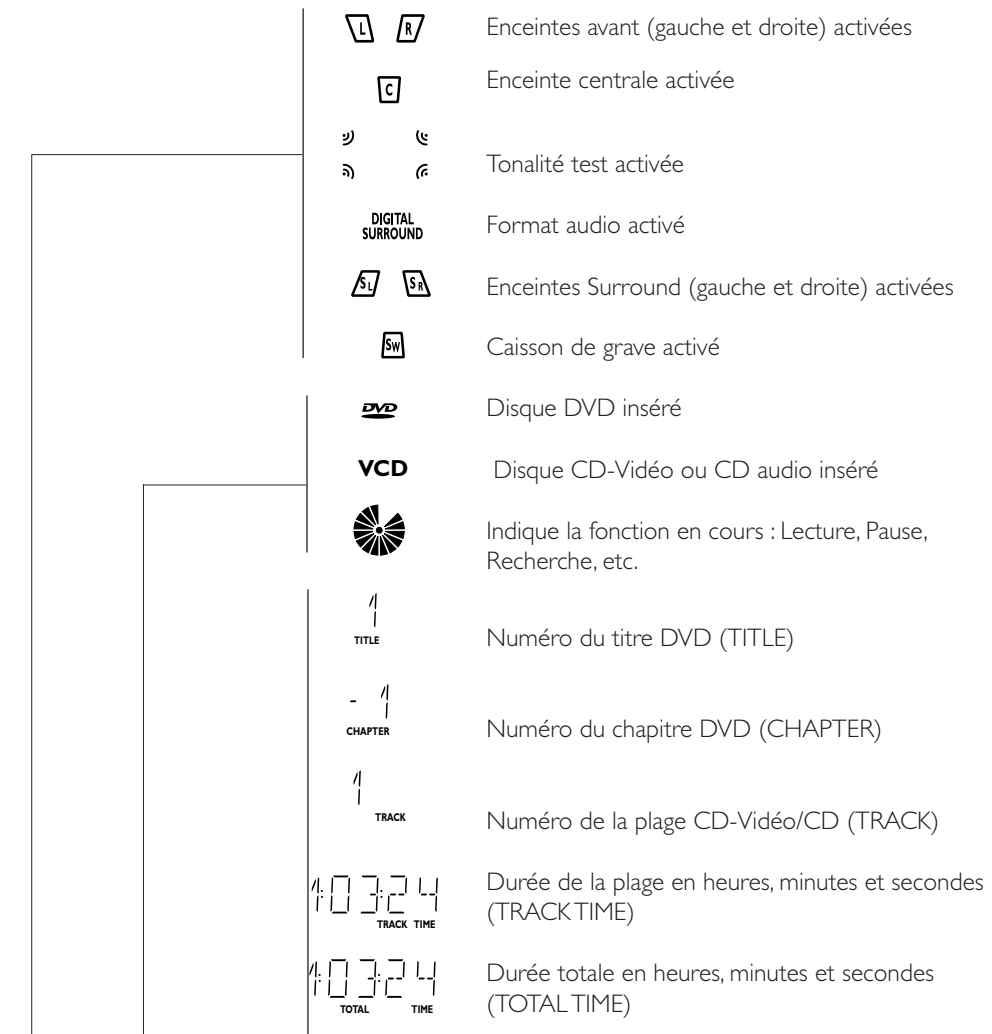 L R Enceintes avant (gauche et droite) activées
C Enceinte centrale activée
Tonalité test activée
DIGITAL
SURROUND Format audio activé
SL SR Enceintes Surround (gauche et droite) activées
SW Caisson de grave activé
DVD Disque DVD inséré
VCD Disque CD-Vidéo ou CD audio inséré
Indique la fonction en cours : Lecture, Pause,
Recherche, etc.
1
TITLE Numéro du titre DVD (TITLE)
- 1
CHAPTER Numéro du chapitre DVD (CHAPTER)
1
TRACK Numéro de la plage CD-Vidéo/CD (TRACK)
1:03:24 Durée de la plage en heures, minutes et secondes
TRACK TIME (TRACK TIME)
1:03:24 Durée totale en heures, minutes et secondes
TOTAL TIME (TOTAL TIME)